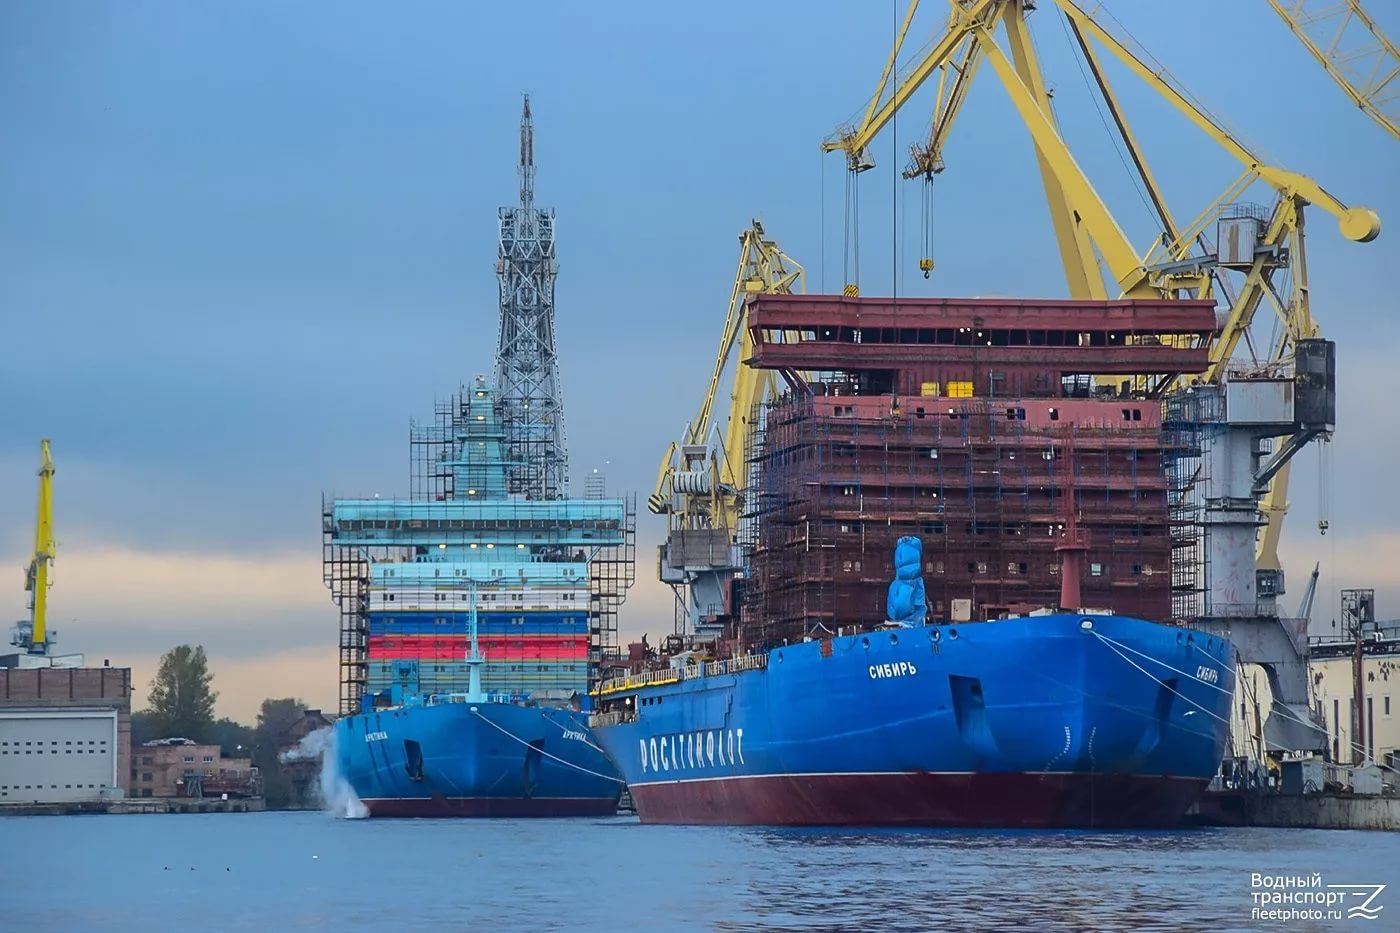 СИБИРЬ
СИБИРЬ
РОСАТОМФЛОТ
АРКТИКА
АРКТИКА
Водный
транспорт
fleetphoto.ru